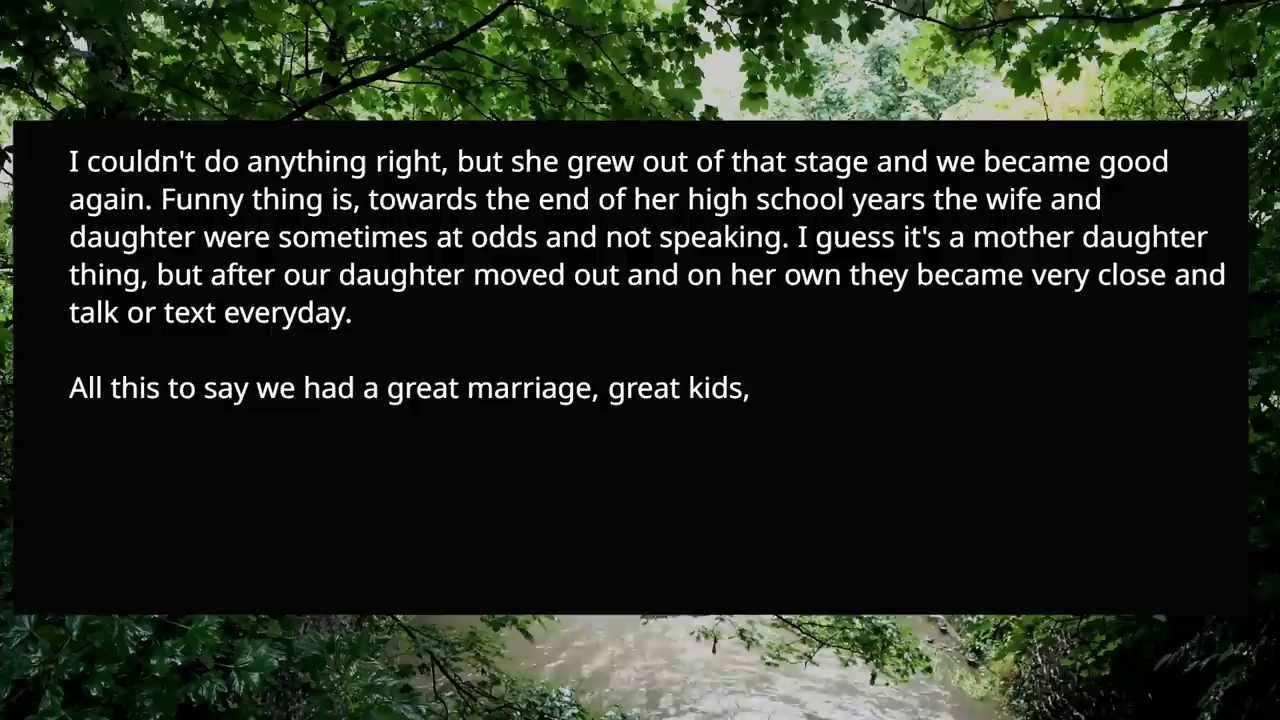 I couldn't do anything right, but she grew out of that stage and we became good
again. Funny thing is, towards the end of her high school years the wife and
daughter were sometimes at odds and not speaking. I guess it's a mother daughter
thing, but after our daughter moved out and on her own they became very close and
talk or text everyday.
All this to say we had a great marriage, great kids,